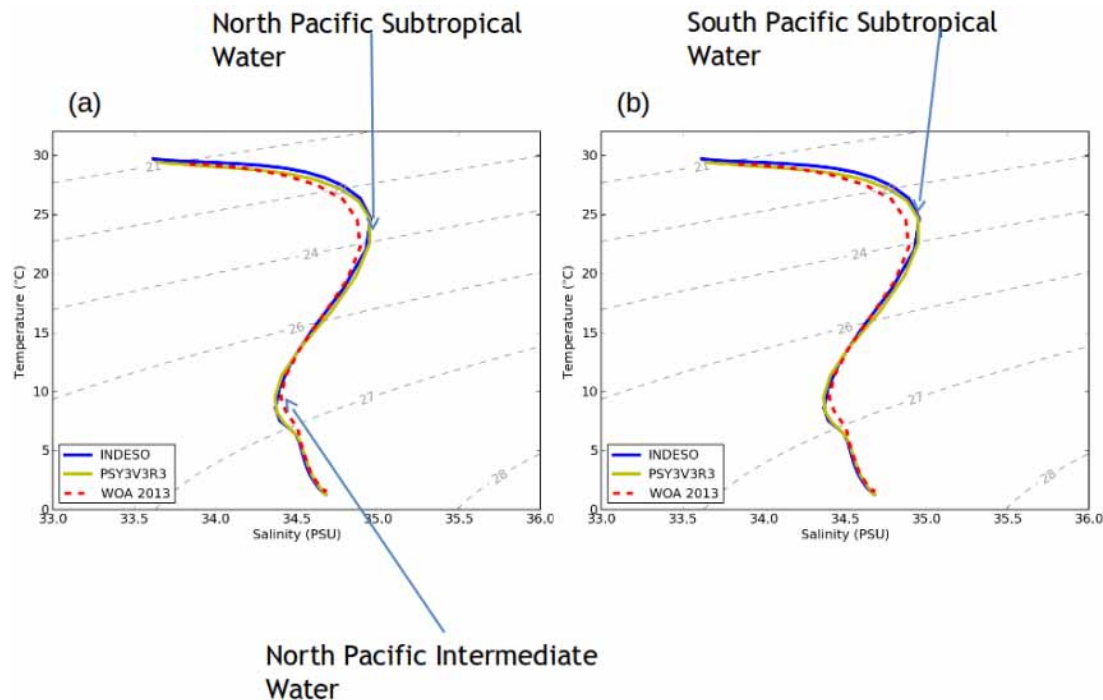 North Pacific Subtropical
Water
South Pacific Subtropical
Water
(a)
(b)
30
25
20
15
10
5
0
Temperature (°C)
21
24
26
27
28
INDESO
PSY3V3R3
WOA 2013
33.0 33.5 34.0 34.5 35.0 35.5 36.0
Salinity (PSU)
30
25
20
15
10
5
0
Temperature (°C)
21
24
26
27
28
INDESO
PSY3V3R3
WOA 2013
33.0 33.5 34.0 34.5 35.0 35.5 36.0
Salinity (PSU)
North Pacific Intermediate
Water